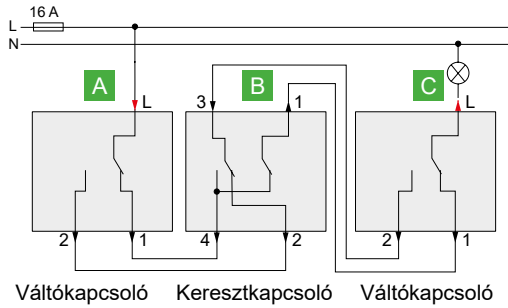 16 A
L
N
A
B
C
L
3
1
L
2
1
4
2
2
1
Váltókapcsoló
Keresztkapcsoló
Váltókapcsoló